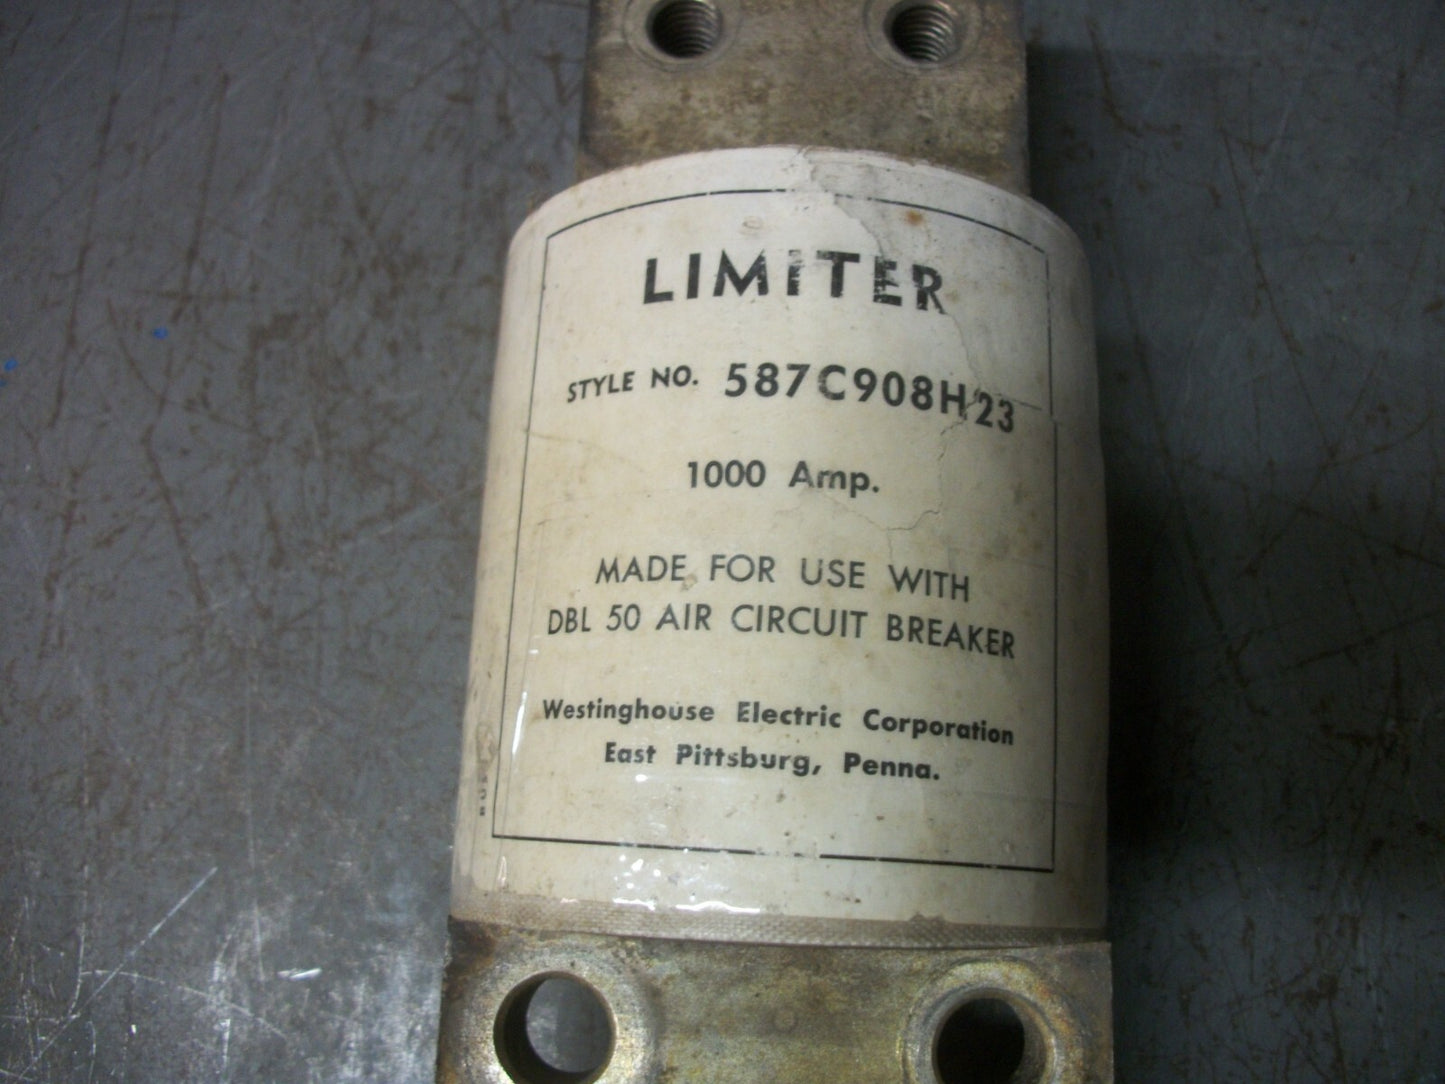 LIMITER
STYLE NO. 587C908H23
1000 Amp.
MADE FOR USE WITH
DBL 50 AIR CIRCUIT BREAKER
Westinghouse Electric Corporation
East Pittsburg, Penna.